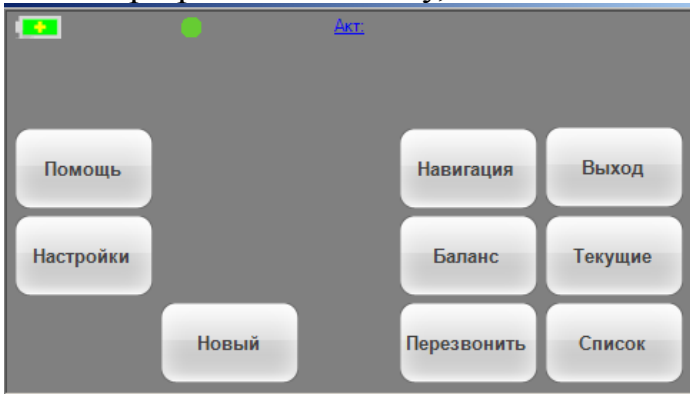 Акт:
Помощь
Навигация
Выход
Настройки
Баланс
Текущие
Новый
Перезвонить
Список